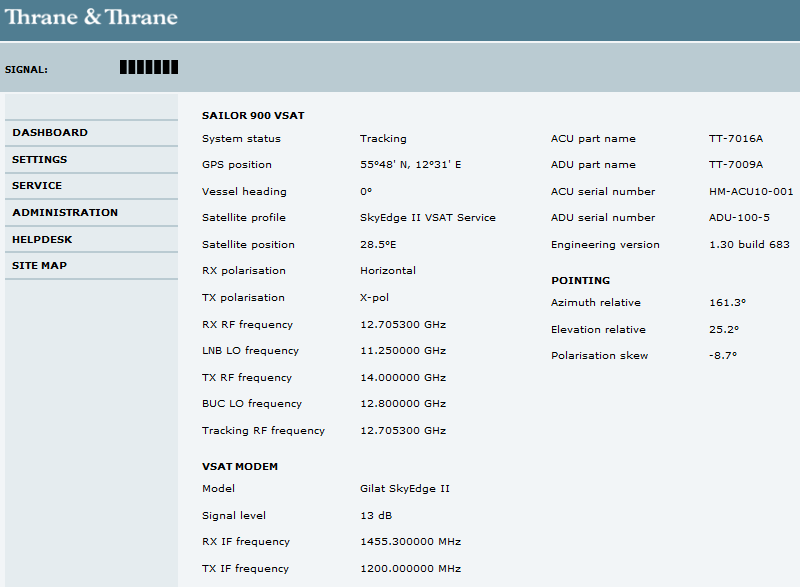 Thrane & Thrane
SIGNAL:
DASHBOARD
SETTINGS
SERVICE
ADMINISTRATION
HELPDESK
SITE MAP
SAILOR 900 VSAT
System status Tracking
GPS position 55°48' N, 12°31' E
Vessel heading 0°
Satellite profile SkyEdge II VSAT Service
Satellite position 28.5°E
RX polarisation Horizontal
TX polarisation X-pol
RX RF frequency 12.705300 GHz
LNB LO frequency 11.250000 GHz
TX RF frequency 14.000000 GHz
BUC LO frequency 12.800000 GHz
Tracking RF frequency 12.705300 GHz
VSAT MODEM
Model Gilat SkyEdge II
Signal level 13 dB
RX IF frequency 1455.300000 MHz
TX IF frequency 1200.000000 MHz
ACU part name TT-7016A
ADU part name TT-7009A
ACU serial number HM-ACU10-001
ADU serial number ADU-100-5
Engineering version 1.30 build 683
POINTING
Azimuth relative 161.3°
Elevation relative 25.2°
Polarisation skew -8.7°